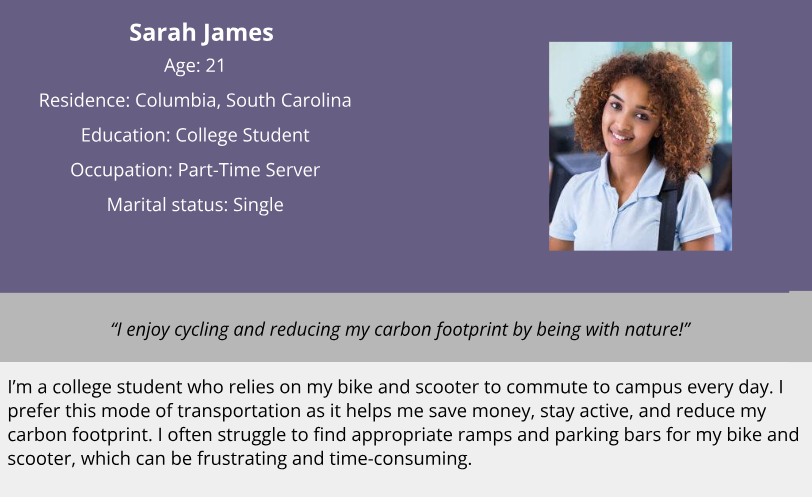 Sarah James
Age: 21
Residence: Columbia, South Carolina
Education: College Student
Occupation: Part-Time Server
Marital status: Single
“I enjoy cycling and reducing my carbon footprint by being with nature!”
I’m a college student who relies on my bike and scooter to commute to campus every day. I
prefer this mode of transportation as it helps me save money, stay active, and reduce my
carbon footprint. I often struggle to find appropriate ramps and parking bars for my bike and
scooter, which can be frustrating and time-consuming.